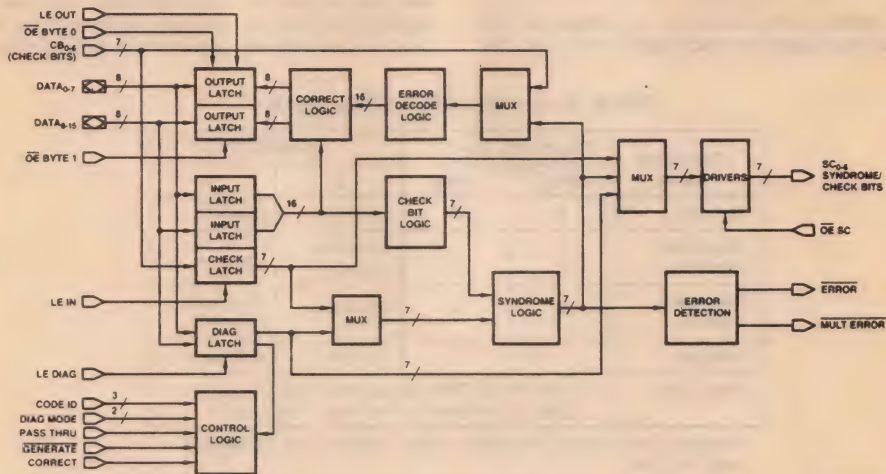 LE OUT
OE BYTE 0
CB0-6
(CHECK BITS)
7
DATA0-7
8
DATA8-15
8
OE BYTE 1
OUTPUT
LATCH
OUTPUT
LATCH
8
8
CORRECT
LOGIC
16
ERROR
DECODE
LOGIC
MUX
INPUT
LATCH
INPUT
LATCH
CHECK
LATCH
16
7
CHECK
BIT
LOGIC
7
MUX
7
DRIVERS
7
SC0-6
SYNDROME/
CHECK BITS
OE SC
LE IN
MUX
7
SYNDROME
LOGIC
7
ERROR
DETECTION
ERROR
MULT ERROR
DIAG
LATCH
7
LE DIAG
CODE ID
3
DIAG MODE
2
PASS THRU
GENERATE
CORRECT
CONTROL
LOGIC